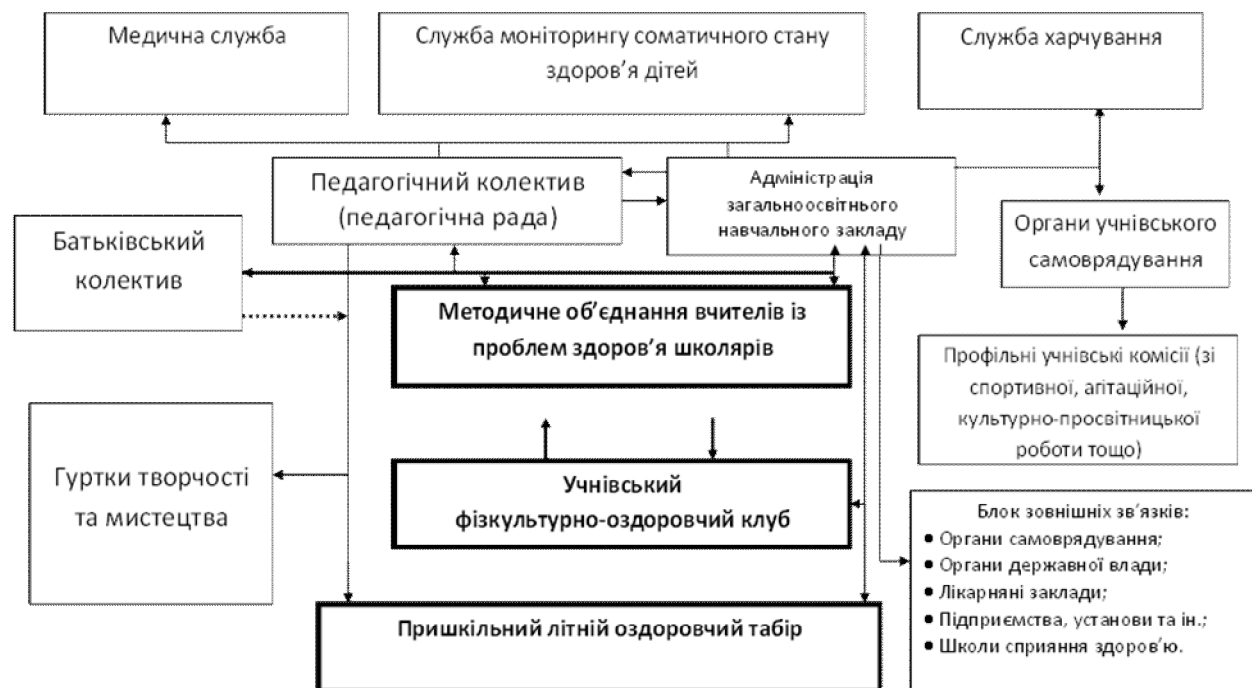 Медична служба
Служба моніторингу соматичного стану
здоров'я дітей
Служба харчування
Педагогічний колектив
(педагогічна рада)
Адміністрація
загальноосвітнього
навчального закладу
Батьківський
колектив
Органи учнівського
самоврядування
Методичне об'єднання вчителів із
проблем здоров'я школярів
Профільні учнівські комісії (зі
спортивної, агітаційної,
культурно-просвітницької
роботи тощо)
Гуртки творчості
та мистецтва
Учнівський
фізкультурно-оздоровчий клуб
Блок зовнішніх зв'язків:
• Органи самоврядування;
• Органи державної влади;
• Лікарняні заклади;
• Підприємства, установи та ін.;
• Школи сприяння здоров'ю.
Пришкільний літній оздоровчий табір